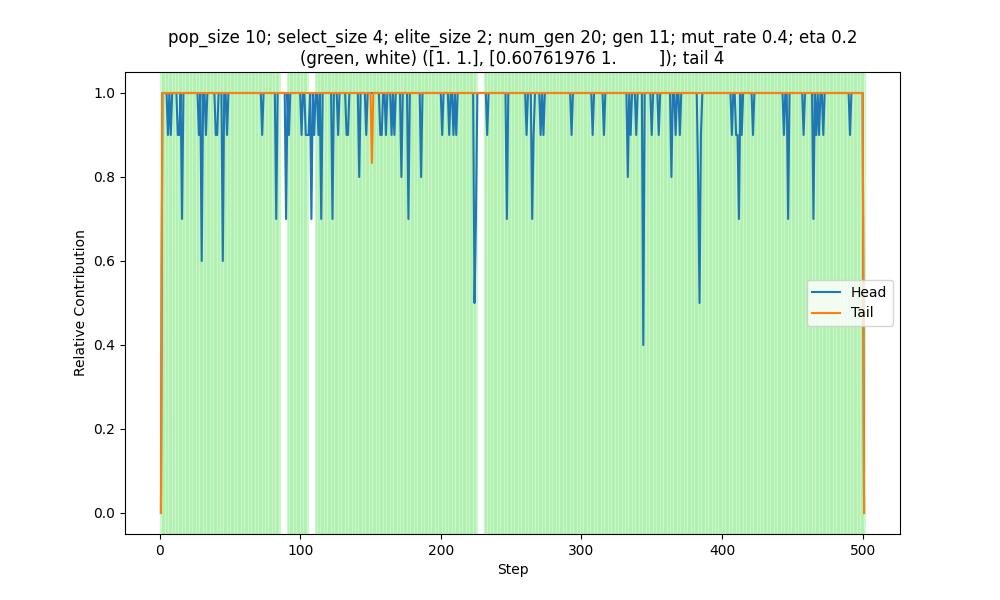 pop_size 10; select_size 4; elite_size 2; num_gen 20; gen 11; mut_rate 0.4; eta 0.2
(green, white) ([1. 1.], [0.60761976 1.         ]); tail 4
1.0
0.8
0.6
0.4
0.2
0.0
Relative Contribution
Head
Tail
0
100
200
300
400
500
Step